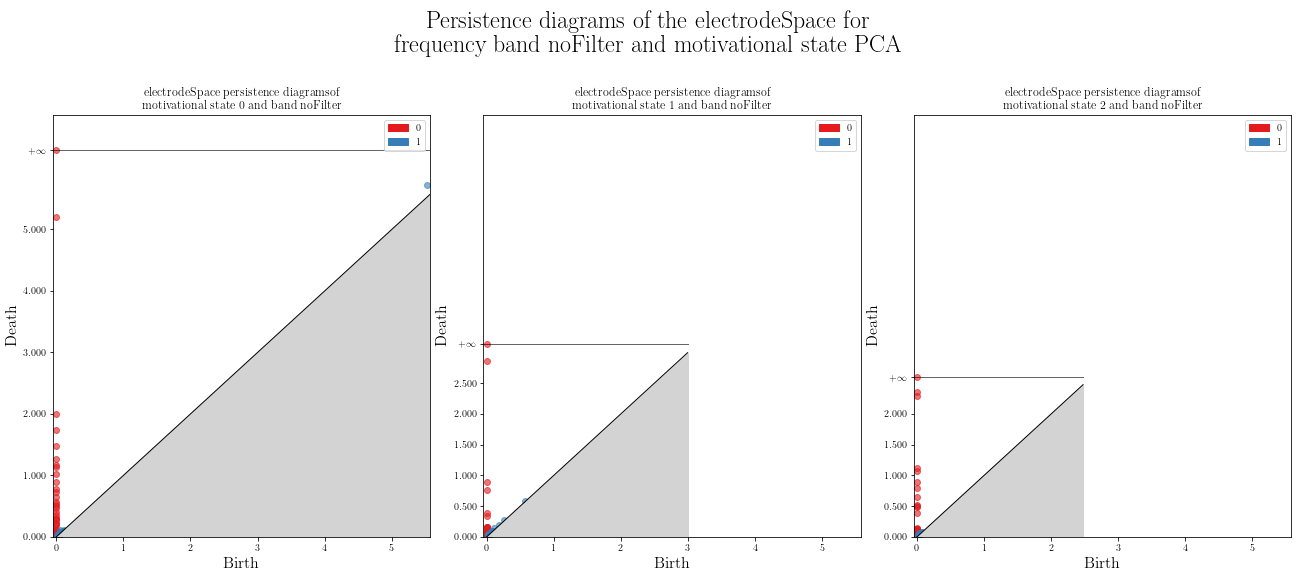 Persistence diagrams of the electrodeSpace for
frequency band noFilter and motivational state PCA
electrodeSpace persistence diagramsof
motivational state 0 and band noFilter
0
1
+∞
5.000
4.000
3.000
2.000
1.000
0.000
Death
0 1 2 3 4 5
Birth
electrodeSpace persistence diagramsof
motivational state 1 and band noFilter
0
1
+∞
2.500
2.000
1.500
1.000
0.500
0.000
Death
0 1 2 3 4 5
Birth
electrodeSpace persistence diagramsof
motivational state 2 and band noFilter
0
1
+∞
2.000
1.500
1.000
0.500
0.000
Death
0 1 2 3 4 5
Birth